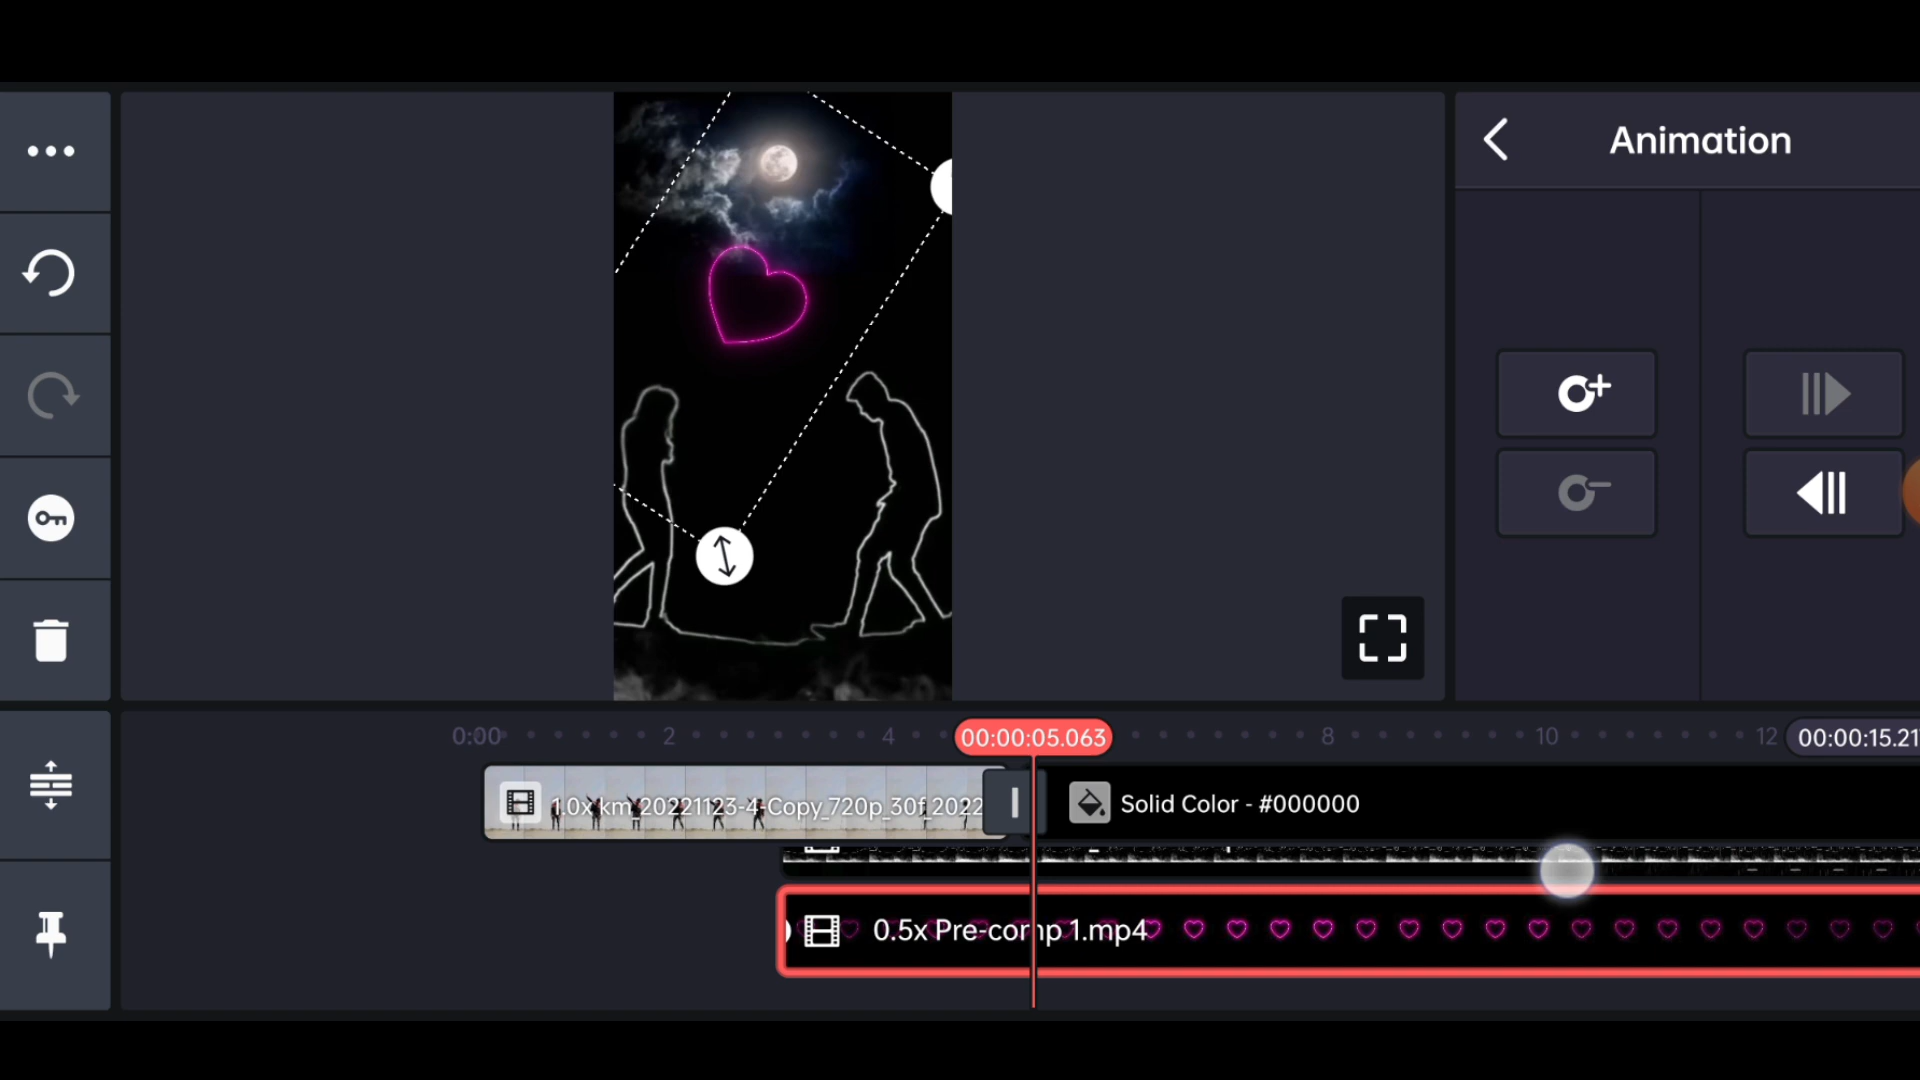 Animation
0:00 2 4 00:00:05.063 8 10 12 00:00:15.21
1.0x km_20221123-4-Copy_720p_30f_2022
Solid Color - #000000
0.5x Pre-comp 1.mp4